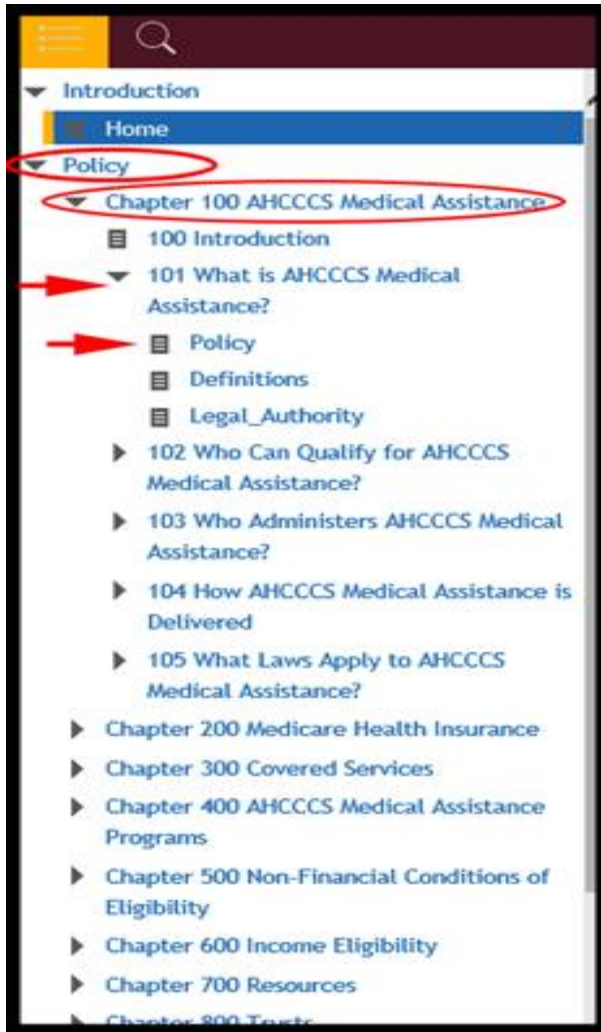 Introduction
Home
Policy
Chapter 100 AHCCCS Medical Assistance
100 Introduction
101 What is AHCCCS Medical
Assistance?
Policy
Definitions
Legal_Authority
102 Who Can Qualify for AHCCCS
Medical Assistance?
103 Who Administers AHCCCS Medical
Assistance?
104 How AHCCCS Medical Assistance is
Delivered
105 What Laws Apply to AHCCCS
Medical Assistance?
Chapter 200 Medicare Health Insurance
Chapter 300 Covered Services
Chapter 400 AHCCCS Medical Assistance
Programs
Chapter 500 Non-Financial Conditions of
Eligibility
Chapter 600 Income Eligibility
Chapter 700 Resources
Chapter 800 Trusts